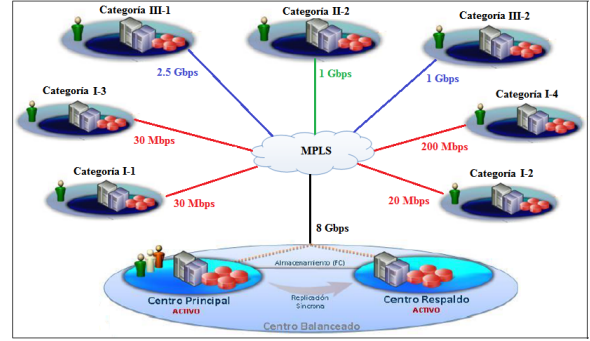 Categoría III-1
Categoría II-2
Categoría III-2
2.5 Gbps
1 Gbps
1 Gbps
Categoría I-3
Categoría I-4
30 Mbps
MPLS
200 Mbps
Categoría I-1
Categoría I-2
30 Mbps
20 Mbps
8 Gbps
Almacenamiento (FC)
Centro Principal
ACTIVO
Replicación
Síncrona
Centro Respaldo
ACTIVO
Centro Balanceado